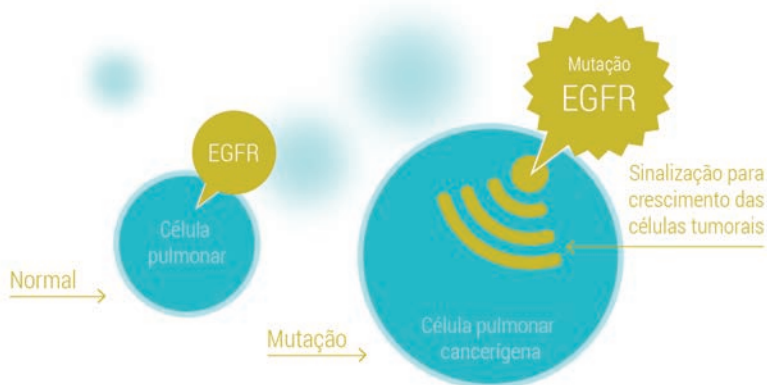 Mutação
EGFR
EGFR
Sinalização para
crescimento das
células tumorais
Célula
pulmonar
Normal
Mutação
Célula pulmonar
cancerígena